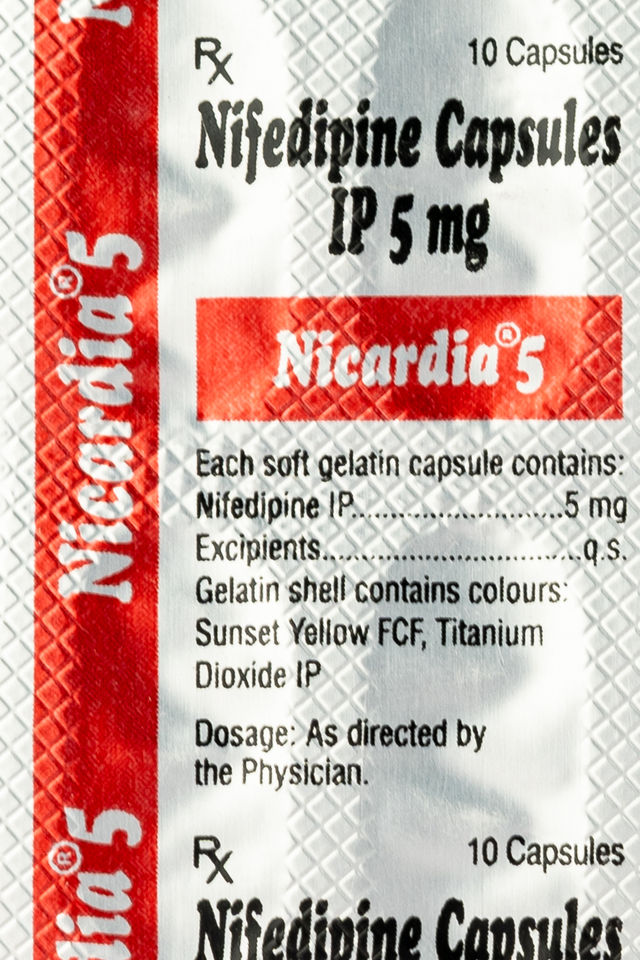 Rx 10 Capsules
Nifedipine Capsules
IP 5 mg
Nicardia® 5
Nicardia® 5
Each soft gelatin capsule contains:
Nifedipine IP..........................5 mg
Excipients................................q.s.
Gelatin shell contains colours:
Sunset Yellow FCF, Titanium
Dioxide IP
Dosage: As directed by
the Physician.
Rx 10 Capsules
Nifedipine Capsules
dia® 5